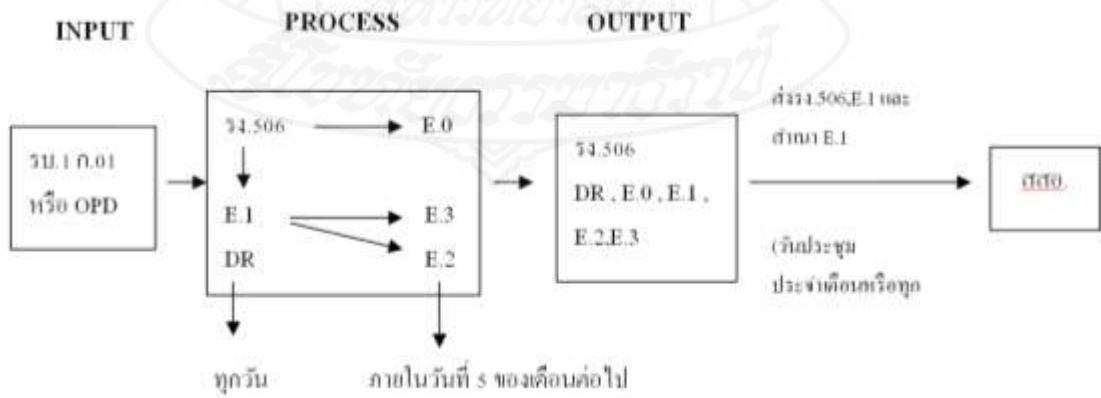 INPUT
PROCESS
OUTPUT
รบ.1 ก.01
หรือ OPD
รง.506
E.0
E.1
E.3
DR
E.2
ทุกวัน
ภายในวันที่ 5 ของเดือนต่อไป
รง.506
DR , E.0 , E.1 ,
E.2,E.3
ส่งรง.506,E.1 และ
สำเนา E.1
(วันประชุม
ประจำเดือนหรือทุก
สสอ.